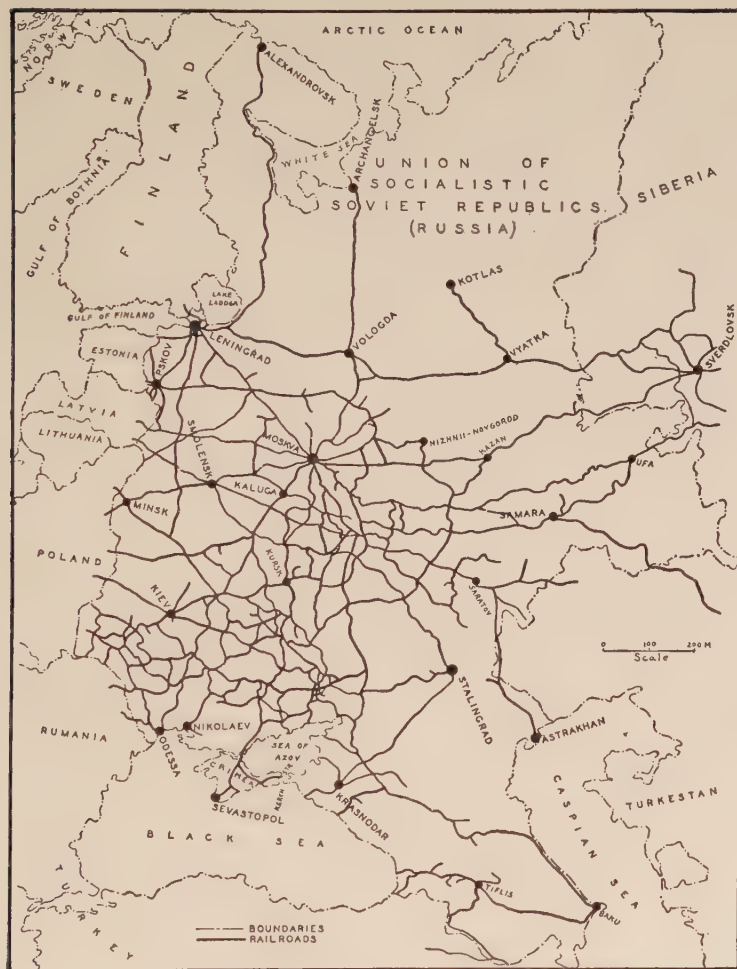 ARCTIC OCEAN
NORWAY
SWEDEN
FINLAND
GULF OF BOTHNIA
ALEXANDROVSK
WHITE SEA
ARCHANGELSK
UNION OF
SOCIALISTIC
SOVIET REPUBLICS
(RUSSIA)
SIBERIA
KOTLAS
LAKE
LADOGA
GULF OF FINLAND
LENINGRAD
ESTONIA
PSKOV
VOLOGDA
VYATKA
SVERDLOVSK
LATVIA
LITHUANIA
SMOLENSK
MOSKVA
NIZHNII-NOVGOROD
KAZAN
UFA
KALUGA
MINSK
SAMARA
POLAND
KURSK
KIEV
SARATOV
0 100 200 M
Scale
STALINGRAD
RUMANIA
NIKOLAEV
ODESSA
SEA OF
AZOV
CRIMEA
KERCH
ASTRAKHAN
SEVASTOPOL
KRASNODAR
CASPIAN SEA
TURKESTAN
BLACK SEA
TIFLIS
BAKU
TURKEY
BOUNDARIES
RAILROADS